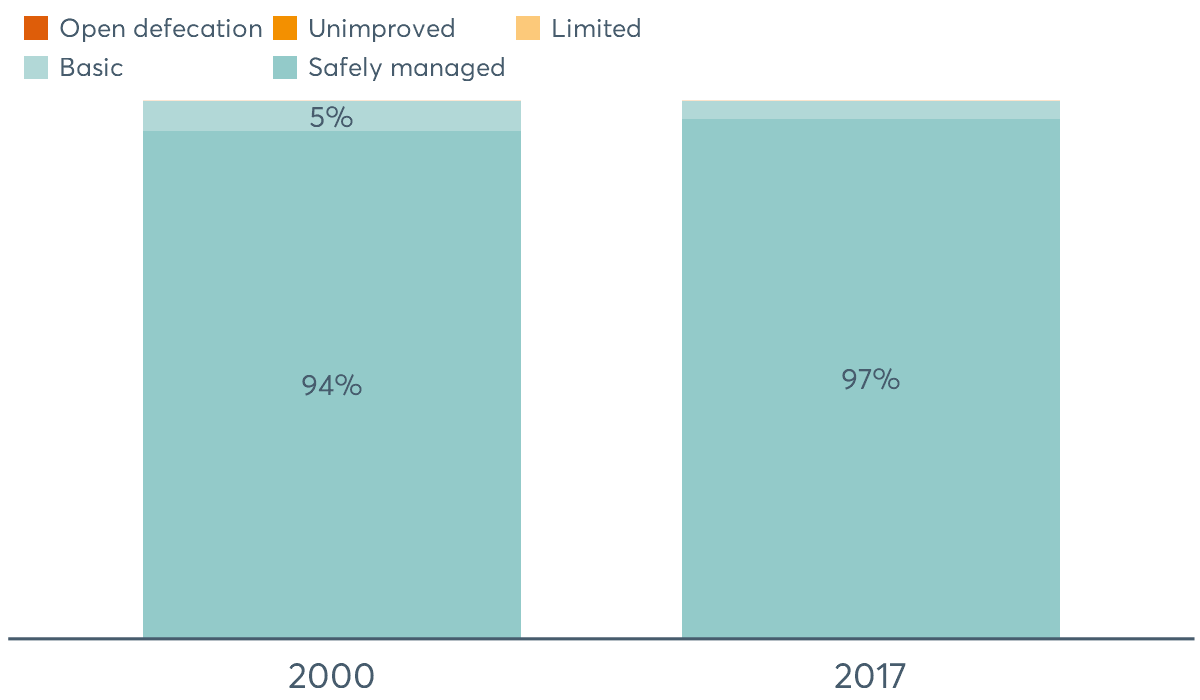 Open defecation Unimproved Limited
Basic Safely managed
5%
94%
97%
2000 2017